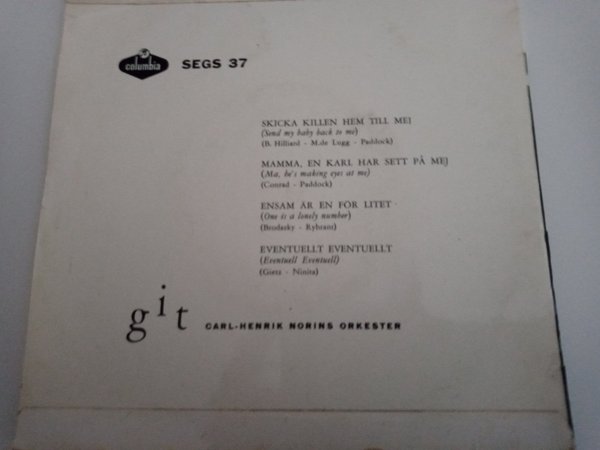 columbia SEGS 37
SKICKA KILLEN HEM TILL MEJ
(Send my baby back to me)
(B. Hilliard - M.de Lugg - Paddock)
MAMMA, EN KARL HAR SETT PÅ MEJ
(Ma, he's making eyes at me)
(Conrad - Paddock)
ENSAM ÄR EN FÖR LITET
(One is a lonely number)
(Brodszky - Rybrant)
EVENTUELLT EVENTUELLT
(Eventuell Eventuell)
(Gietz - Ninita)
git CARL-HENRIK NORINS ORKESTER